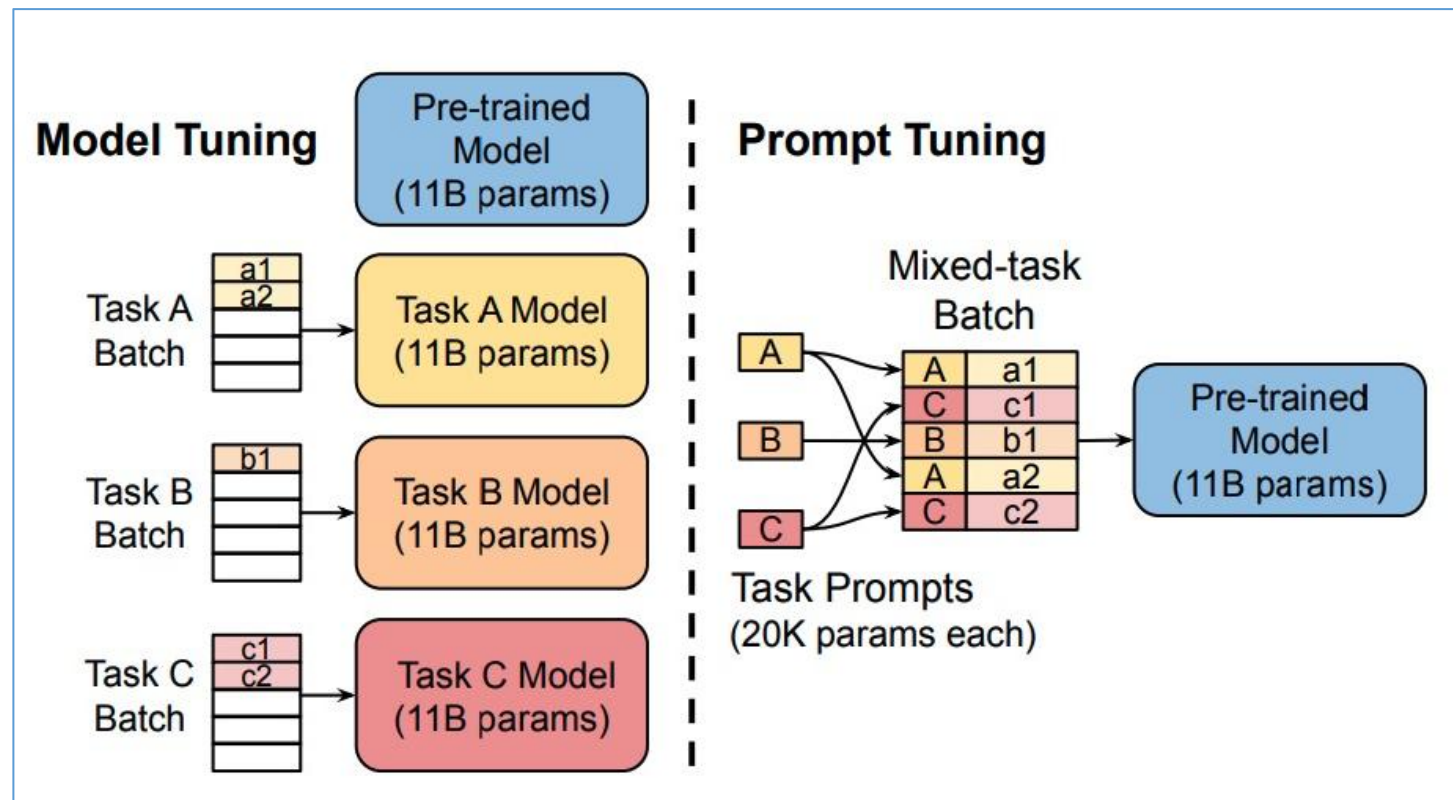 Model Tuning
Pre-trained
Model
(11B params)
Task A
Batch
a1
a2
Task A Model
(11B params)
Task B
Batch
b1
Task B Model
(11B params)
Task C
Batch
c1
c2
Task C Model
(11B params)
Prompt Tuning
Mixed-task
Batch
A
B
C
A a1
C c1
B b1
A a2
C c2
Pre-trained
Model
(11B params)
Task Prompts
(20K params each)